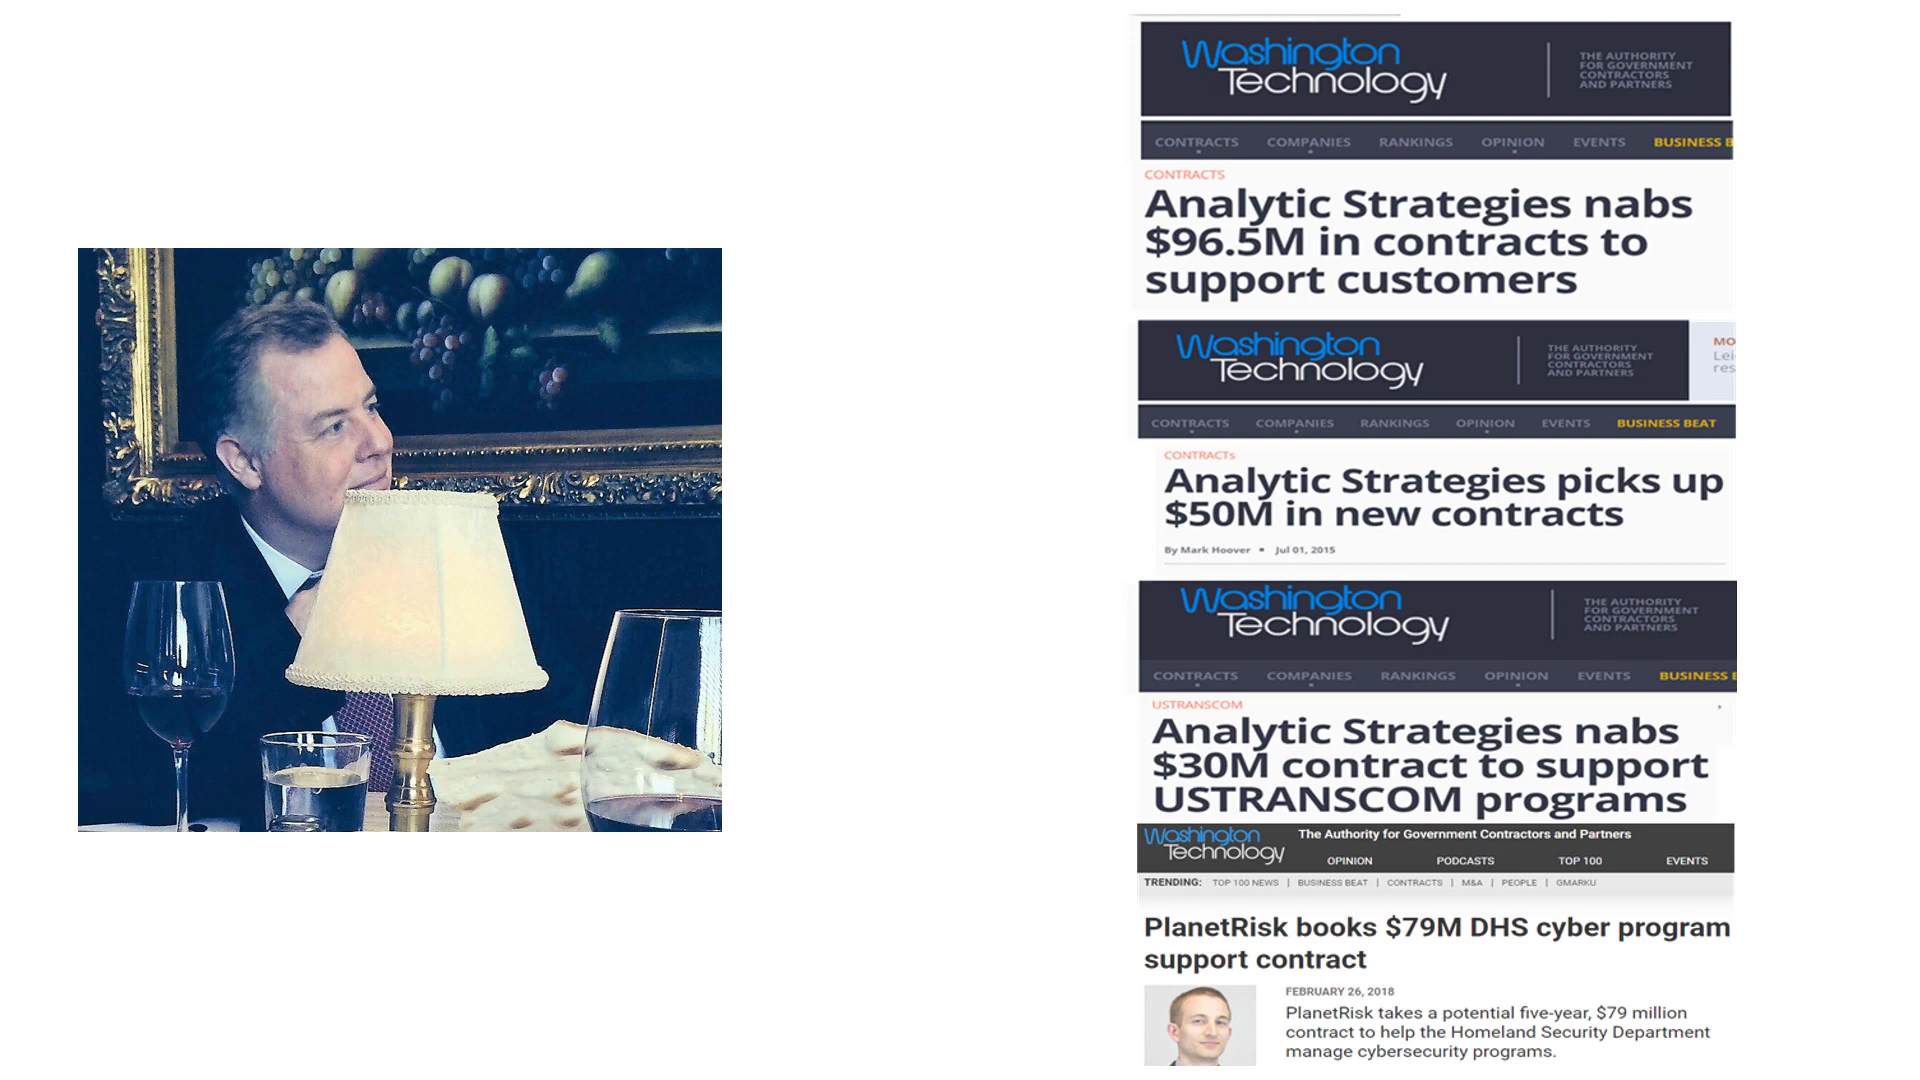 Washington
Technology
THE AUTHORITY
FOR GOVERNMENT
CONTRACTORS
AND PARTNERS
CONTRACTS COMPANIES RANKINGS OPINION EVENTS BUSINESS B
CONTRACTS
Analytic Strategies nabs
$96.5M in contracts to
support customers
Washington
Technology
THE AUTHORITY
FOR GOVERNMENT
CONTRACTORS
AND PARTNERS
MO
Lei
res
CONTRACTS COMPANIES RANKINGS OPINION EVENTS BUSINESS BEAT
CONTRACTs
Analytic Strategies picks up
$50M in new contracts
By Mark Hoover • Jul 01, 2015
Washington
Technology
THE AUTHORITY
FOR GOVERNMENT
CONTRACTORS
AND PARTNERS
CONTRACTS COMPANIES RANKINGS OPINION EVENTS BUSINESS
USTRANSCOM
Analytic Strategies nabs
$30M contract to support
USTRANSCOM programs
Washington
Technology
The Authority for Government Contractors and Partners
OPINION PODCASTS TOP 100 EVENTS
TRENDING: TOP 100 NEWS | BUSINESS BEAT | CONTRACTS | M&A | PEOPLE | GMARKU
PlanetRisk books $79M DHS cyber program
support contract
FEBRUARY 26, 2018
PlanetRisk takes a potential five-year, $79 million
contract to help the Homeland Security Department
manage cybersecurity programs.